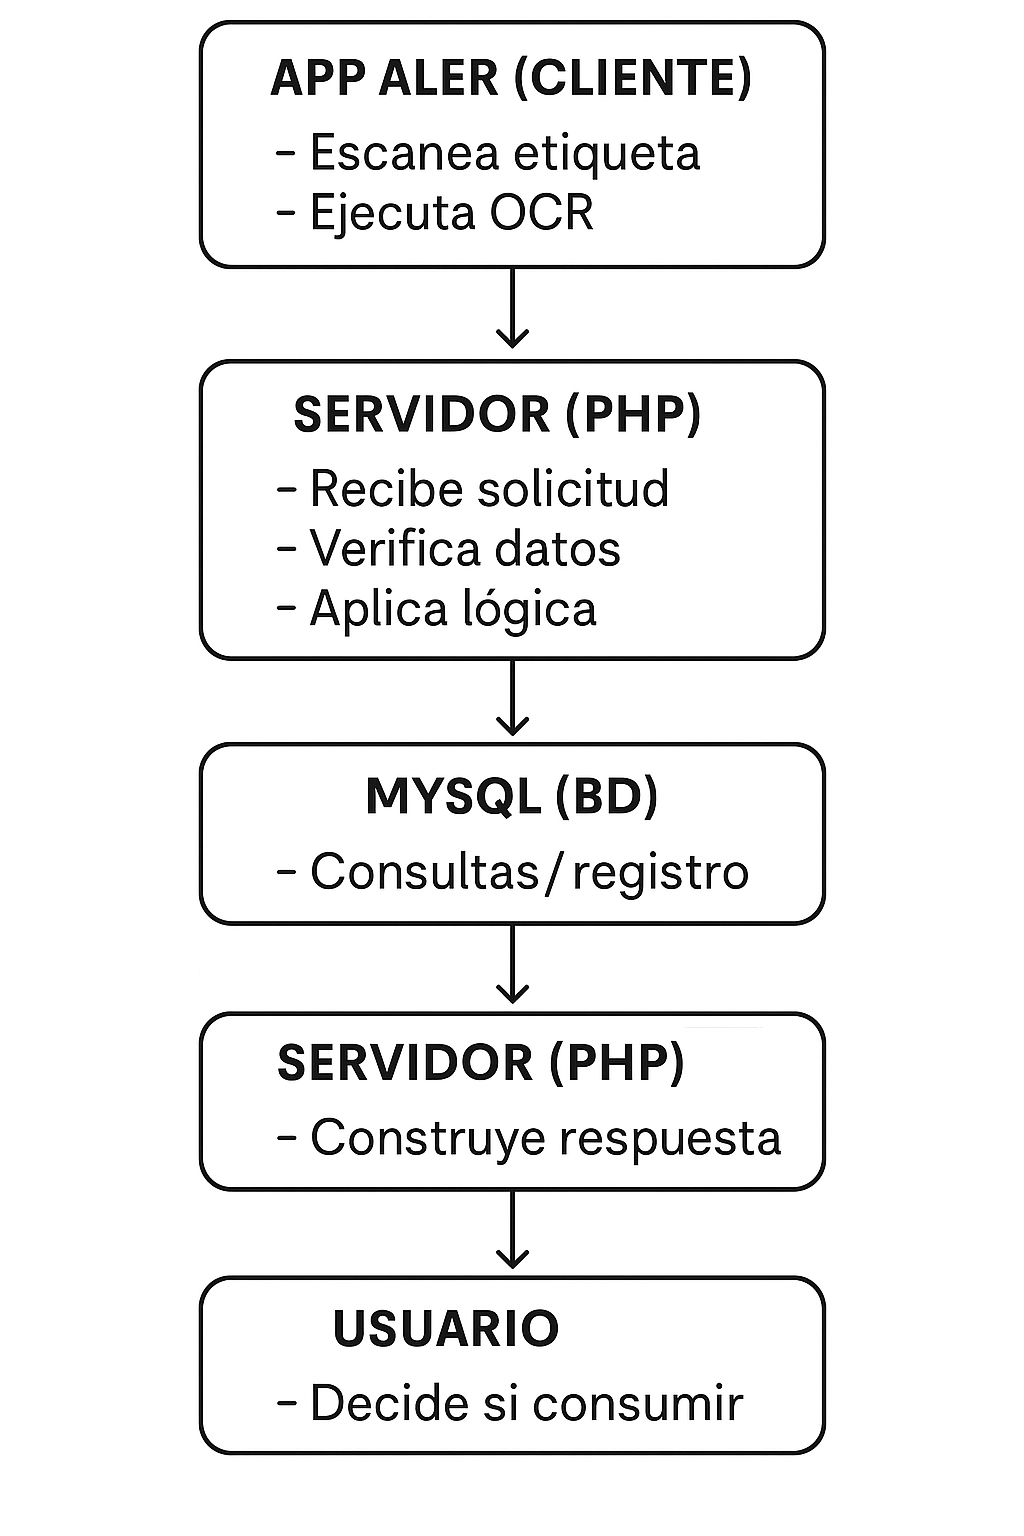 APP ALER (CLIENTE)
– Escanea etiqueta
– Ejecuta OCR
SERVIDOR (PHP)
– Recibe solicitud
– Verifica datos
– Aplica lógica
MYSQL (BD)
– Consultas/registro
SERVIDOR (PHP)
– Construye respuesta
USUARIO
– Decide si consumir